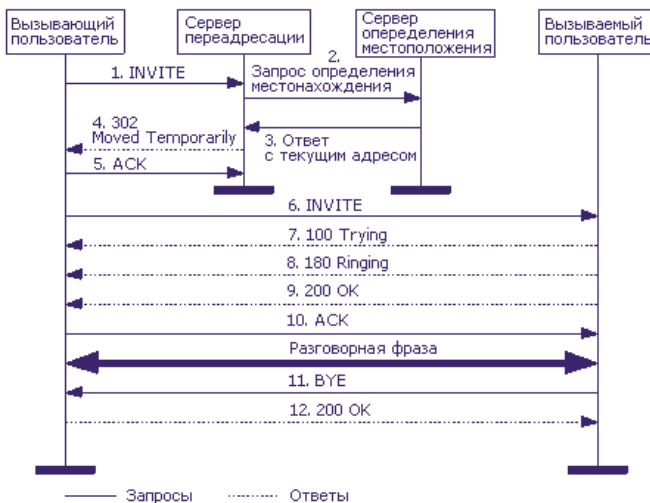 Вызывающий
пользователь
Сервер
переадресации
Сервер
опеределения
местоположения
Вызываемый
пользователь
1. INVITE
2.
Запрос определения
местонахождения
3. Ответ
с текущим адресом
4. 302
Moved Temporarily
5. ACK
6. INVITE
7. 100 Trying
8. 180 Ringing
9. 200 OK
10. ACK
Разговорная фраза
11. BYE
12. 200 OK
Запросы
Ответы